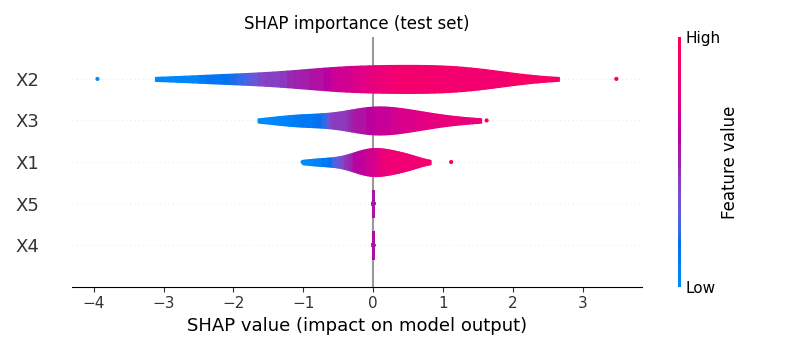 SHAP importance (test set)
High
X2
X3
X1
X5
X4
Feature value
Low
−4 −3 −2 −1 0 1 2 3
SHAP value (impact on model output)